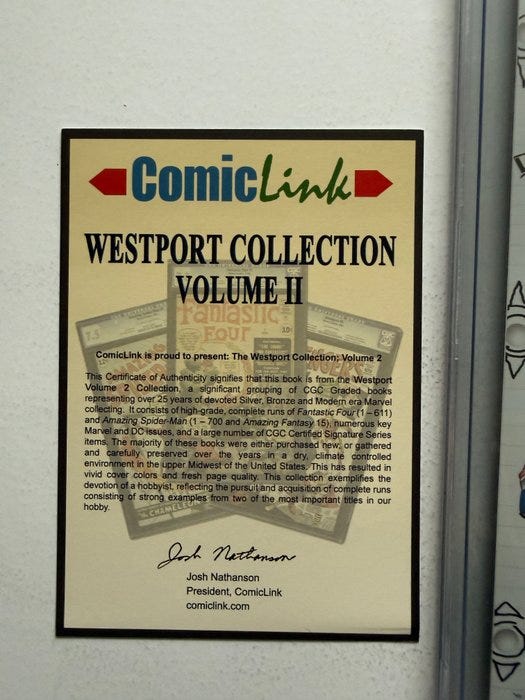 ComicLink
WESTPORT COLLECTION
VOLUME II
ComicLink is proud to present: The Westport Collection; Volume 2
This Certificate of Authenticity signifies that this book is from the Westport
Volume 2 Collection, a significant grouping of CGC Graded books
representing over 25 years of devoted Silver, Bronze and Modern era Marvel
collecting. It consists of high-grade, complete runs of Fantastic Four (1 – 611)
and Amazing Spider-Man (1 – 700 and Amazing Fantasy 15), numerous key
Marvel and DC issues, and a large number of CGC Certified Signature Series
items. The majority of these books were either purchased new, or gathered
and carefully preserved over the years in a dry, climate controlled
environment in the upper Midwest of the United States. This has resulted in
vivid cover colors and fresh page quality. This collection exemplifies the
devotion of a hobbyist, reflecting the pursuit and acquisition of complete runs
consisting of strong examples from two of the most important titles in our
hobby.
Josh Nathanson
Josh Nathanson
President, ComicLink
comiclink.com
Fantastic
Four
7.5
CHAMELEON